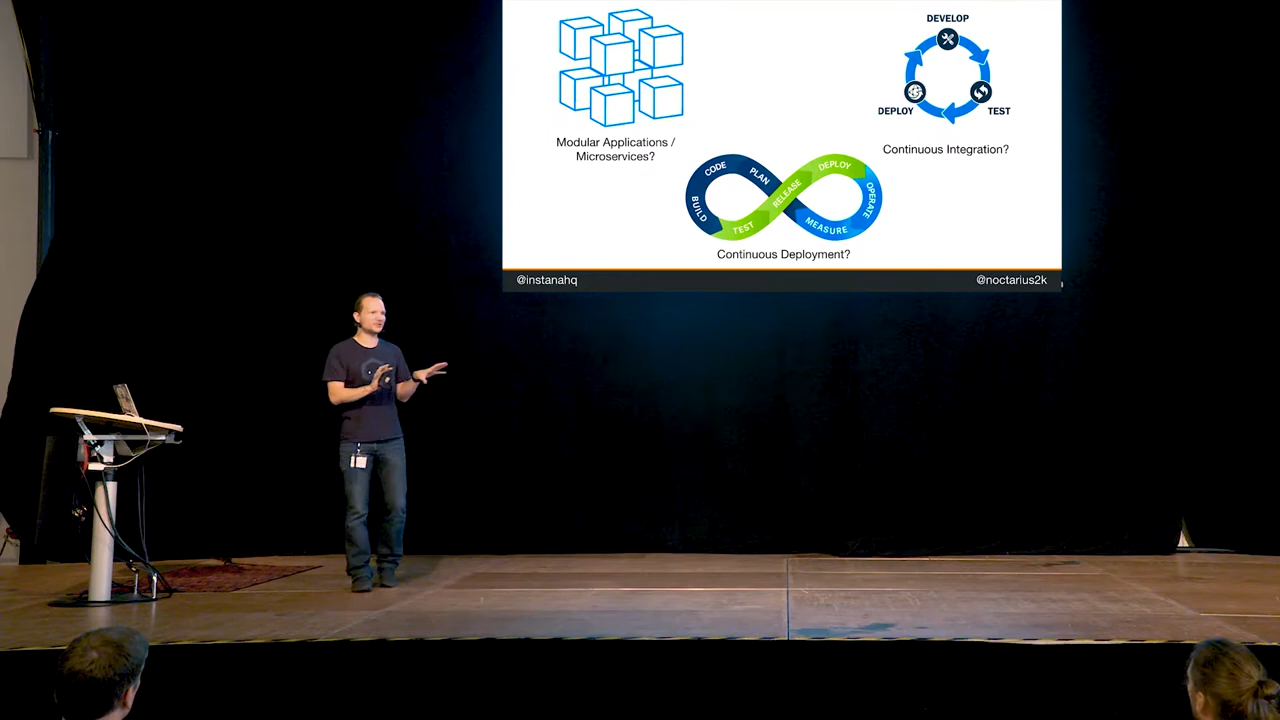 DEVELOP
DEPLOY
TEST
Modular Applications /
Microservices?
Continuous Integration?
CODE
PLAN
BUILD
TEST
RELEASE
DEPLOY
OPERATE
MEASURE
Continuous Deployment?
@instanahq
@noctarius2k